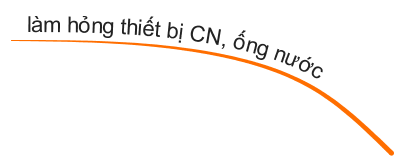 làm hỏng thiết bị CN, ống nước